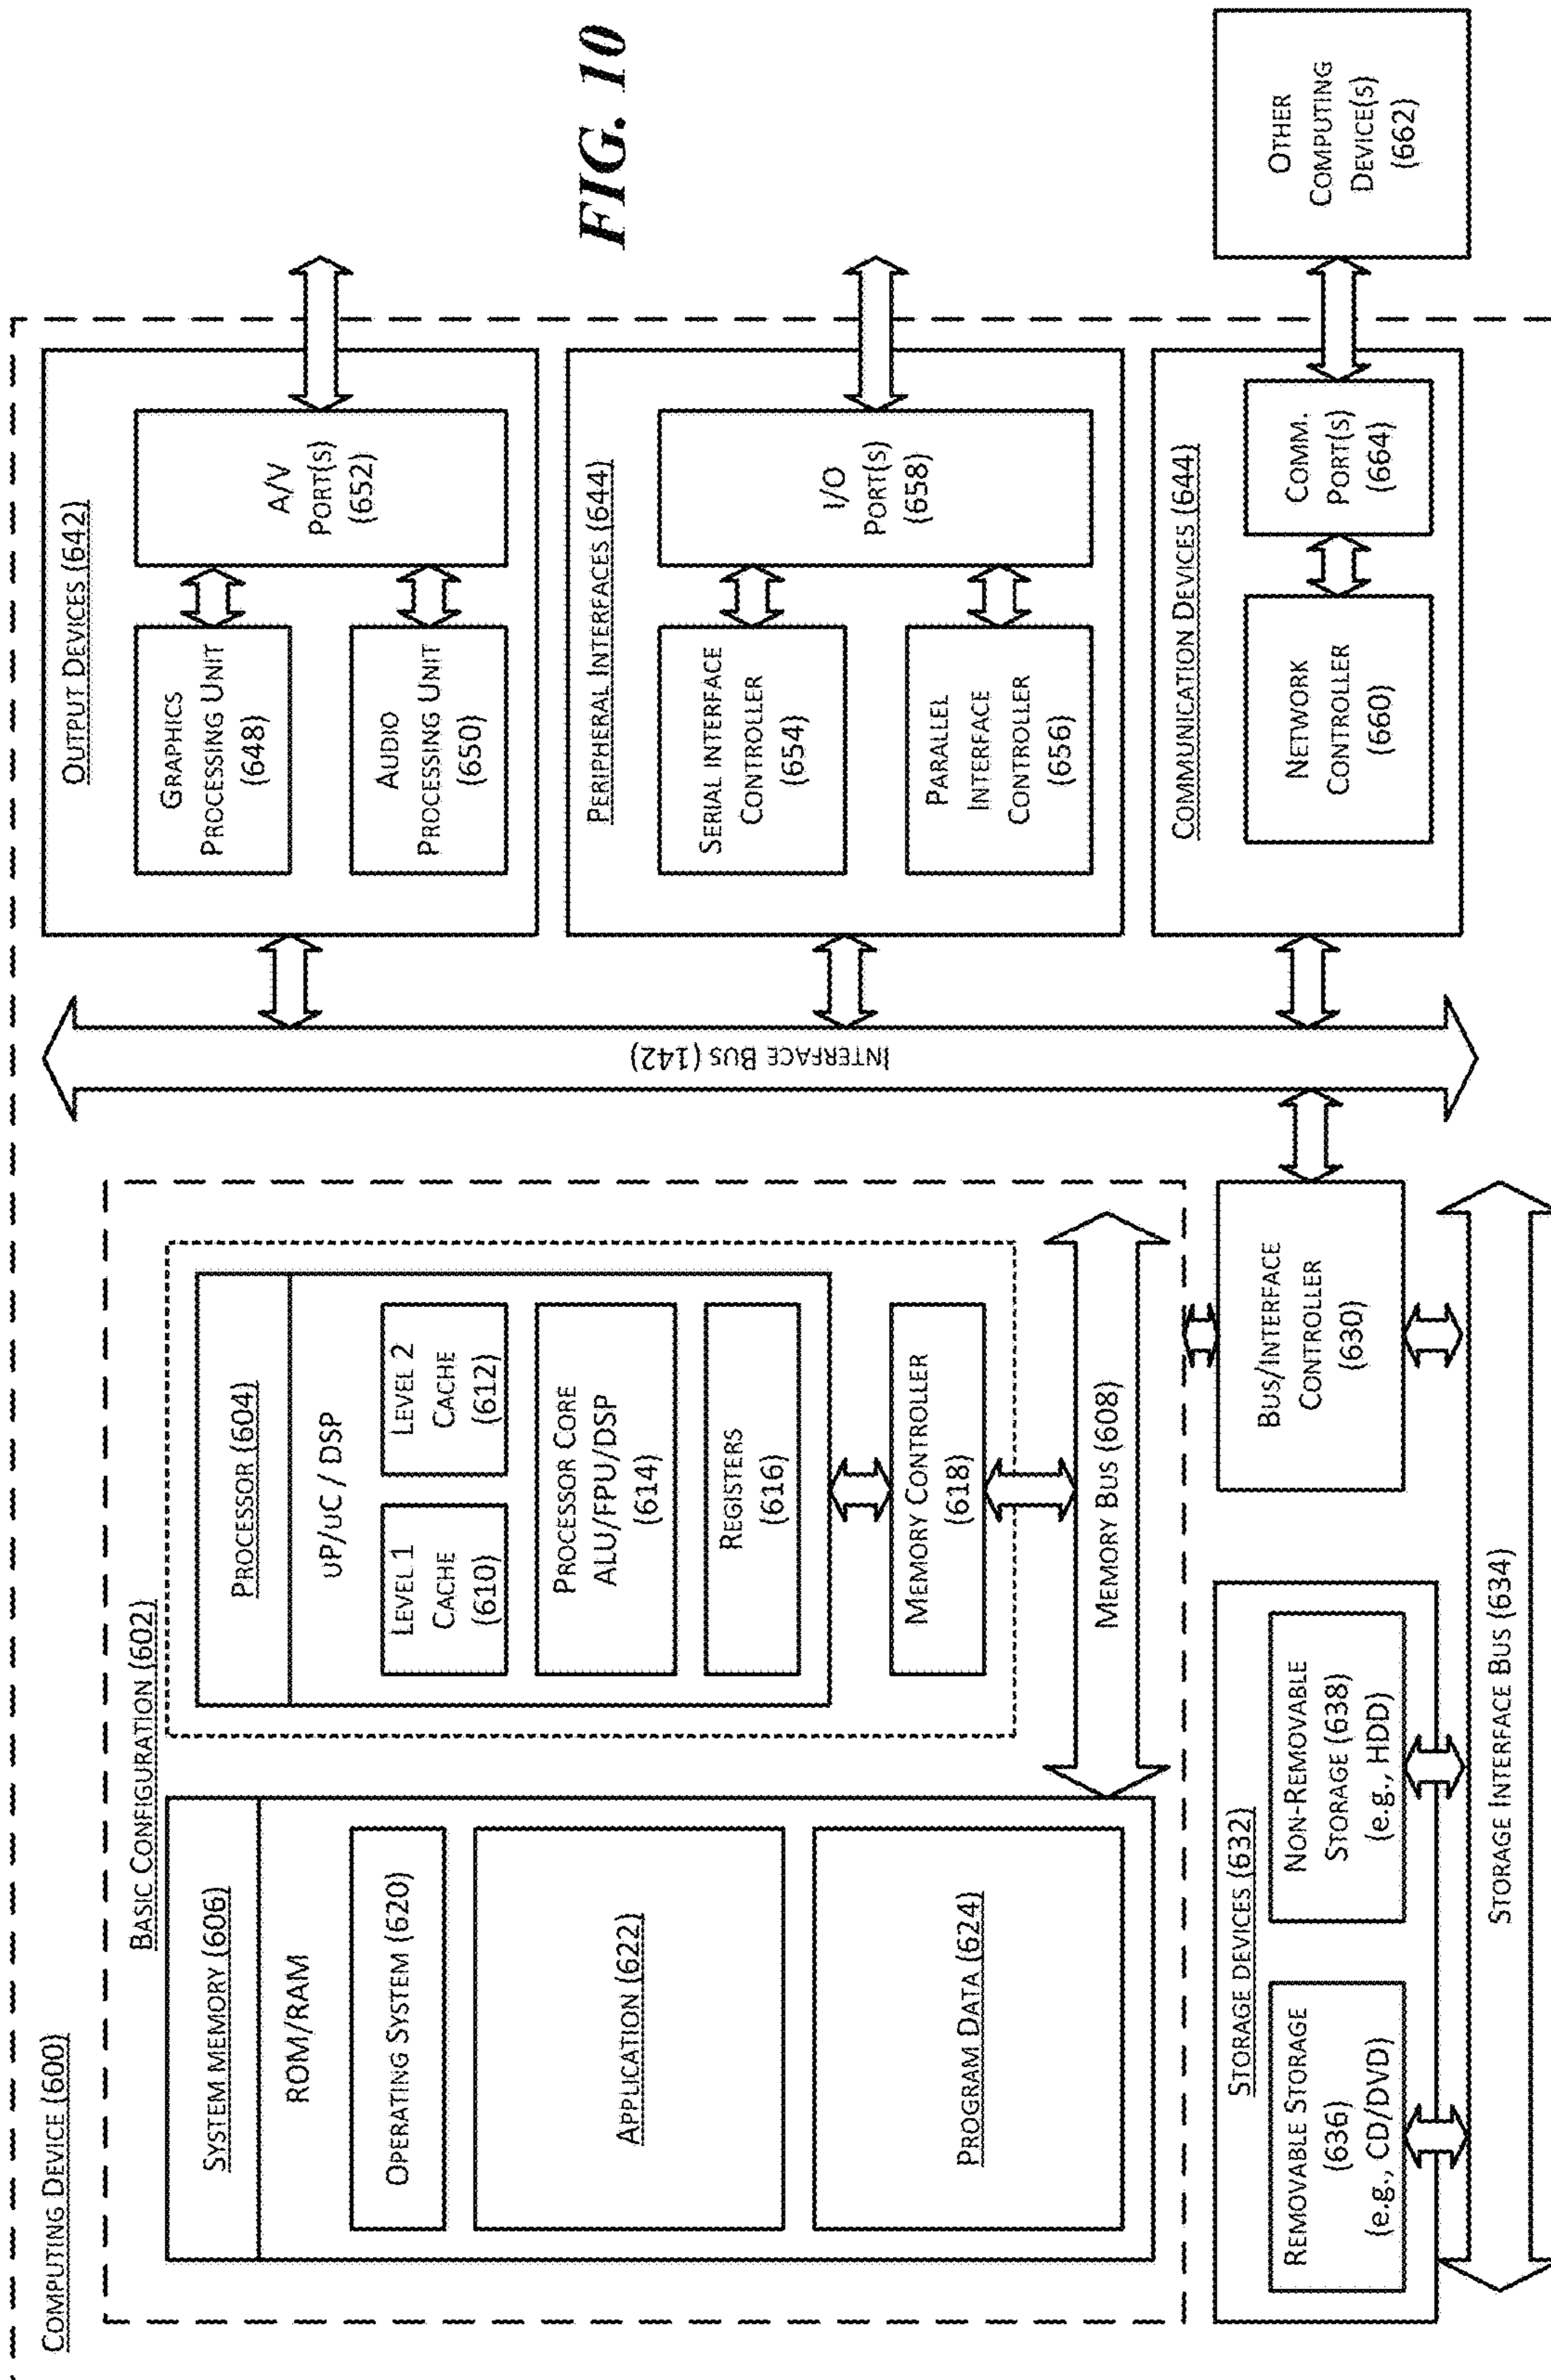 COMPUTING DEVICE (600)
BASIC CONFIGURATION (602)
SYSTEM MEMORY (606)
ROM/RAM
OPERATING SYSTEM (620)
APPLICATION (622)
PROGRAM DATA (624)
PROCESSOR (604)
uP/uC / DSP
LEVEL 1
CACHE
(610)
LEVEL 2
CACHE
(612)
PROCESSOR CORE
ALU/FPU/DSP
(614)
REGISTERS
(616)
MEMORY CONTROLLER
(618)
MEMORY BUS (608)
STORAGE DEVICES (632)
REMOVABLE STORAGE
(636)
(e.g., CD/DVD)
NON-REMOVABLE
STORAGE (638)
(e.g., HDD)
BUS/INTERFACE
CONTROLLER
(630)
STORAGE INTERFACE BUS (634)
INTERFACE BUS (142)
OUTPUT DEVICES (642)
GRAPHICS
PROCESSING UNIT
(648)
AUDIO
PROCESSING UNIT
(650)
A/V
PORT(S)
(652)
PERIPHERAL INTERFACES (644)
SERIAL INTERFACE
CONTROLLER
(654)
PARALLEL
INTERFACE
CONTROLLER
(656)
I/O
PORT(S)
(658)
COMMUNICATION DEVICES (644)
NETWORK
CONTROLLER
(660)
COMM.
PORT(S)
(664)
OTHER
COMPUTING
DEVICE(S)
(662)
FIG. 10